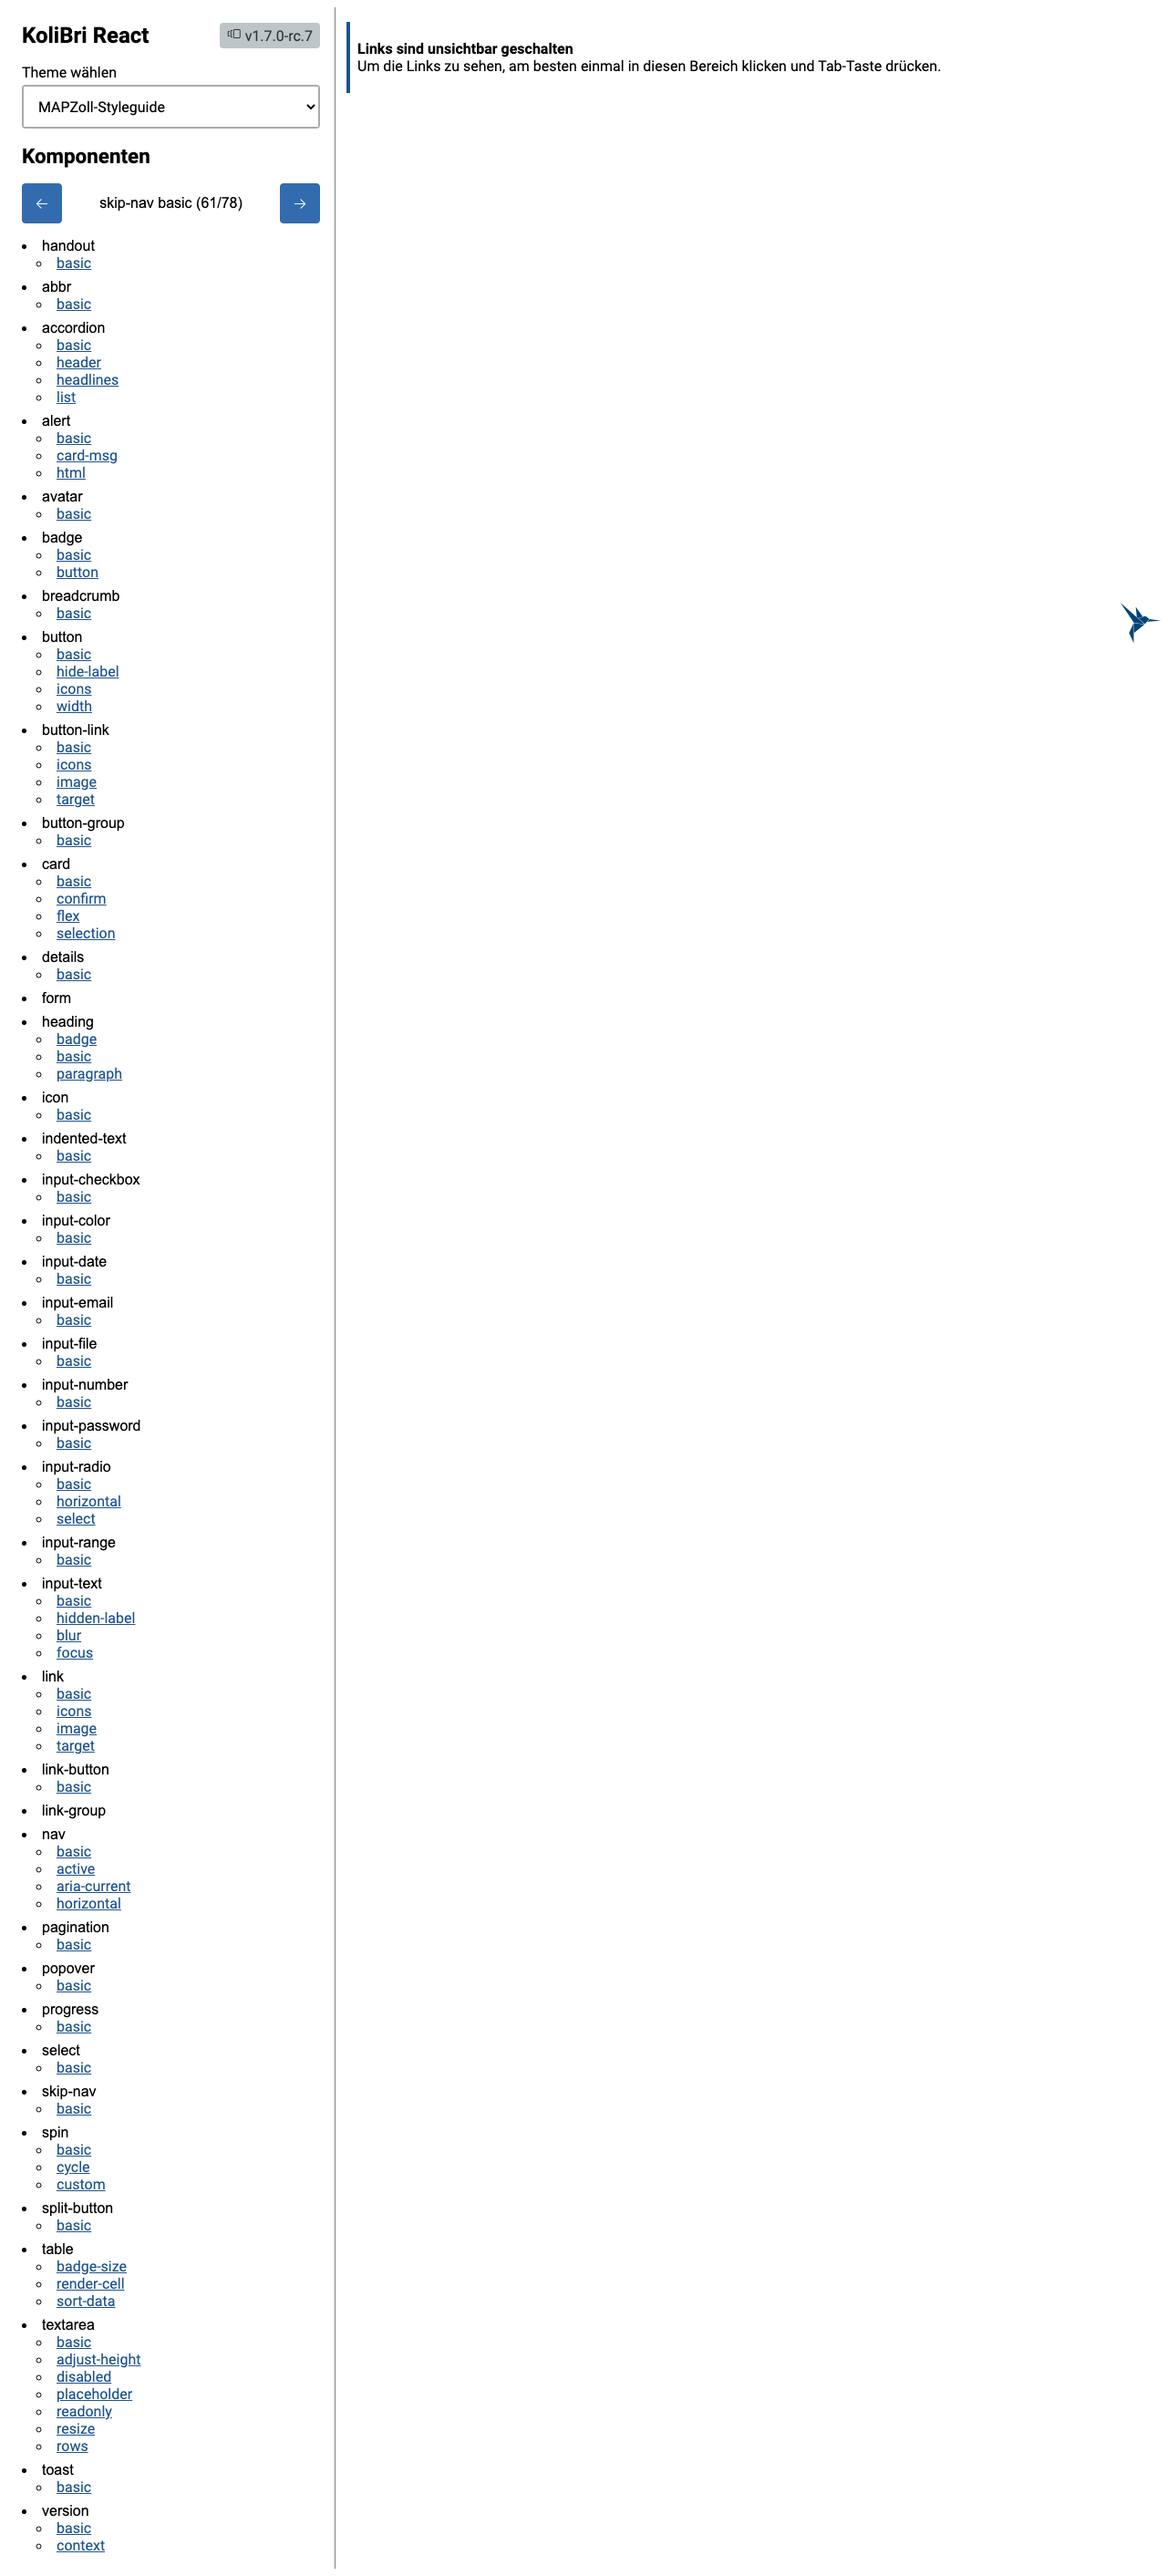 KoliBri React
v1.7.0-rc.7
Theme wählen
MAPZoll-Styleguide
Komponenten
← skip-nav basic (61/78) →
handout
basic
abbr
basic
accordion
basic
header
headlines
list
alert
basic
card-msg
html
avatar
basic
badge
basic
button
breadcrumb
basic
button
basic
hide-label
icons
width
button-link
basic
icons
image
target
button-group
basic
card
basic
confirm
flex
selection
details
basic
form
heading
badge
basic
paragraph
icon
basic
indented-text
basic
input-checkbox
basic
input-color
basic
input-date
basic
input-email
basic
input-file
basic
input-number
basic
input-password
basic
input-radio
basic
horizontal
select
input-range
basic
input-text
basic
hidden-label
blur
focus
link
basic
icons
image
target
link-button
basic
link-group
nav
basic
active
aria-current
horizontal
pagination
basic
popover
basic
progress
basic
select
basic
skip-nav
basic
spin
basic
cycle
custom
split-button
basic
table
badge-size
render-cell
sort-data
textarea
basic
adjust-height
disabled
placeholder
readonly
resize
rows
toast
basic
version
basic
context
Links sind unsichtbar geschalten
Um die Links zu sehen, am besten einmal in diesen Bereich klicken und Tab-Taste drücken.